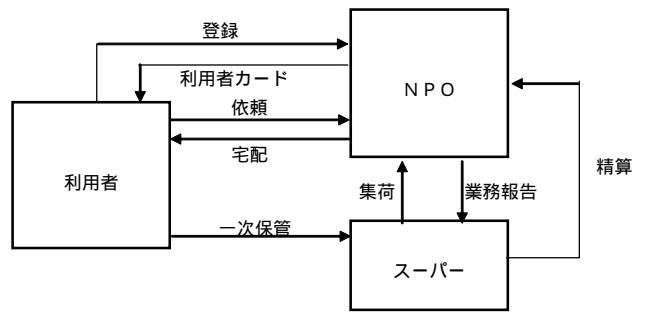 登録
利用者カード
ＮＰＯ
依頼
宅配
利用者
精算
集荷
業務報告
一次保管
スーパー